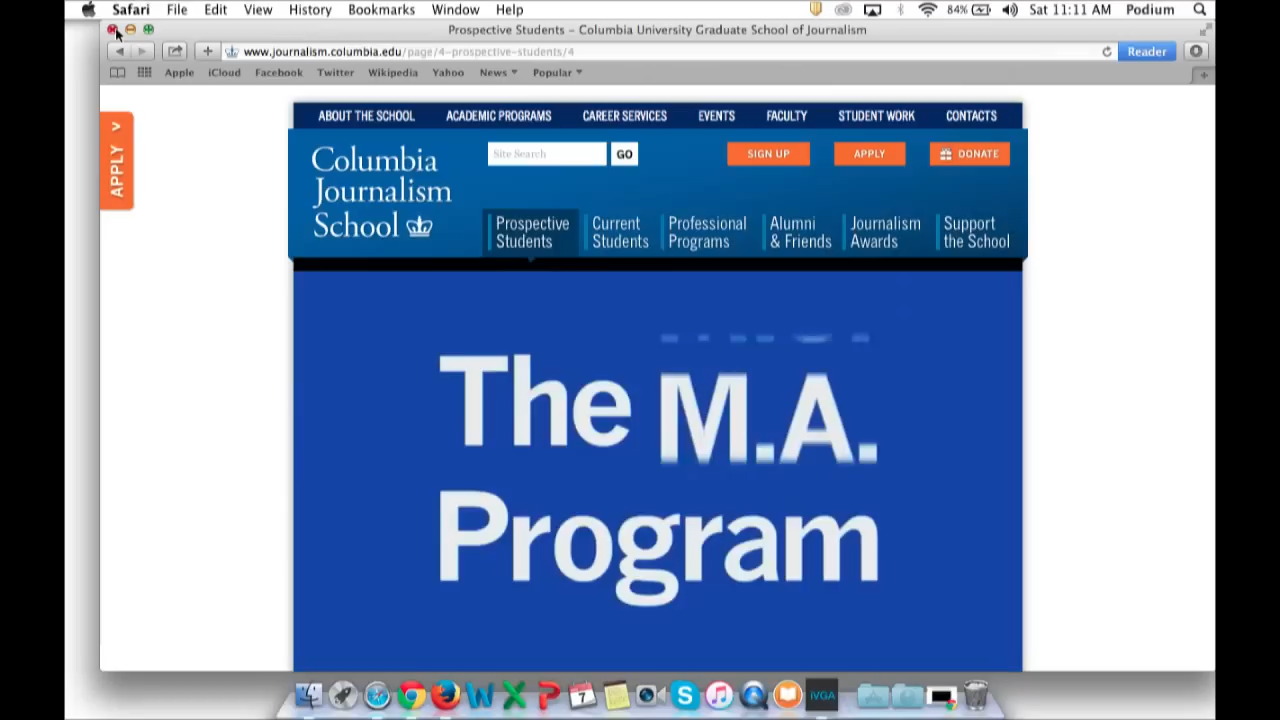 Safari File Edit View History Bookmarks Window Help 84% Sat 11:11 AM Podium
Prospective Students – Columbia University Graduate School of Journalism
www.journalism.columbia.edu/page/4-prospective-students/4 Reader
Apple iCloud Facebook Twitter Wikipedia Yahoo News Popular
ABOUT THE SCHOOL ACADEMIC PROGRAMS CAREER SERVICES EVENTS FACULTY STUDENT WORK CONTACTS
APPLY >
Site Search GO SIGN UP APPLY DONATE
Columbia
Journalism
School
Prospective
Students
Current
Students
Professional
Programs
Alumni
& Friends
Journalism
Awards
Support
the School
The M.A.
Program
W X P 7 S iVGA